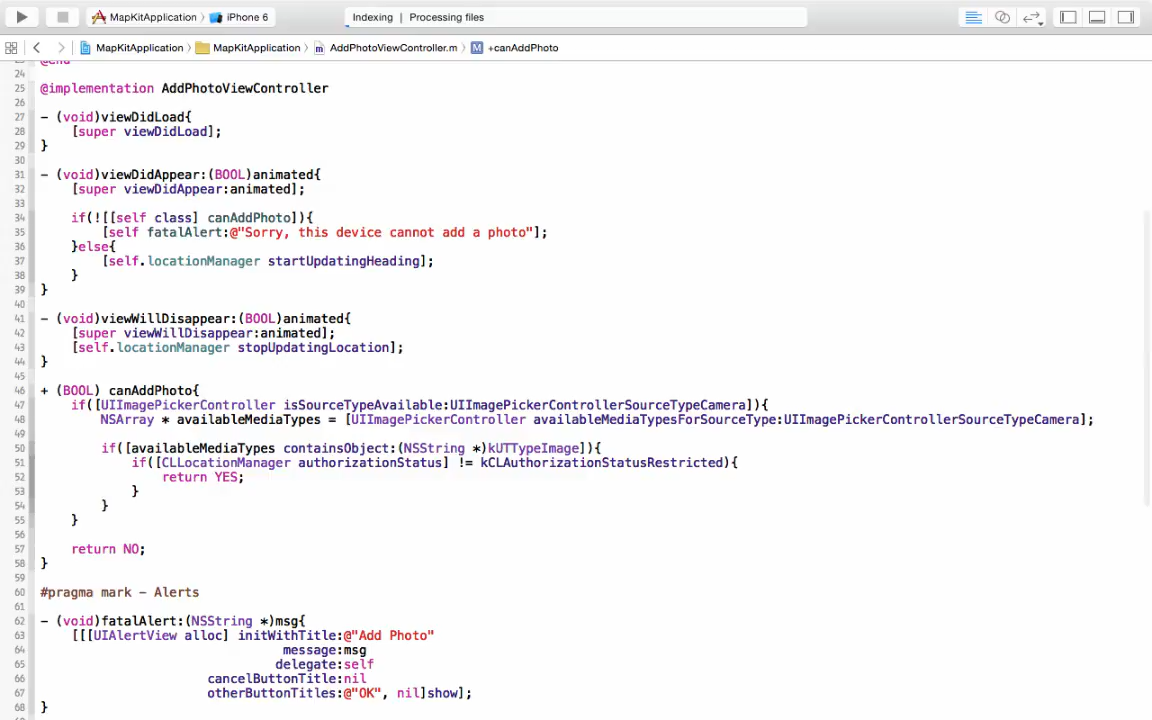 MapKitApplication > iPhone 6
Indexing | Processing files
MapKitApplication > MapKitApplication > m AddPhotoViewController.m > M +canAddPhoto
23 @end
24
25 @implementation AddPhotoViewController
26
27 - (void)viewDidLoad{
28 [super viewDidLoad];
29 }
30
31 - (void)viewDidAppear:(BOOL)animated{
32 [super viewDidAppear:animated];
33
34 if(![[self class] canAddPhoto]){
35 [self fatalAlert:@"Sorry, this device cannot add a photo"];
36 }else{
37 [self.locationManager startUpdatingHeading];
38 }
39 }
40
41 - (void)viewWillDisappear:(BOOL)animated{
42 [super viewWillDisappear:animated];
43 [self.locationManager stopUpdatingLocation];
44 }
45
46 + (BOOL) canAddPhoto{
47 if([UIImagePickerController isSourceTypeAvailable:UIImagePickerControllerSourceTypeCamera]){
48 NSArray * availableMediaTypes = [UIImagePickerController availableMediaTypesForSourceType:UIImagePickerControllerSourceTypeCamera];
49
50 if([availableMediaTypes containsObject:(NSString *)kUTTypeImage]){
51 if([CLLocationManager authorizationStatus] != kCLAuthorizationStatusRestricted){
52 return YES;
53 }
54 }
55 }
56
57 return NO;
58 }
59
60 #pragma mark - Alerts
61
62 - (void)fatalAlert:(NSString *)msg{
63 [[[UIAlertView alloc] initWithTitle:@"Add Photo"
64 message:msg
65 delegate:self
66 cancelButtonTitle:nil
67 otherButtonTitles:@"OK", nil]show];
68 }